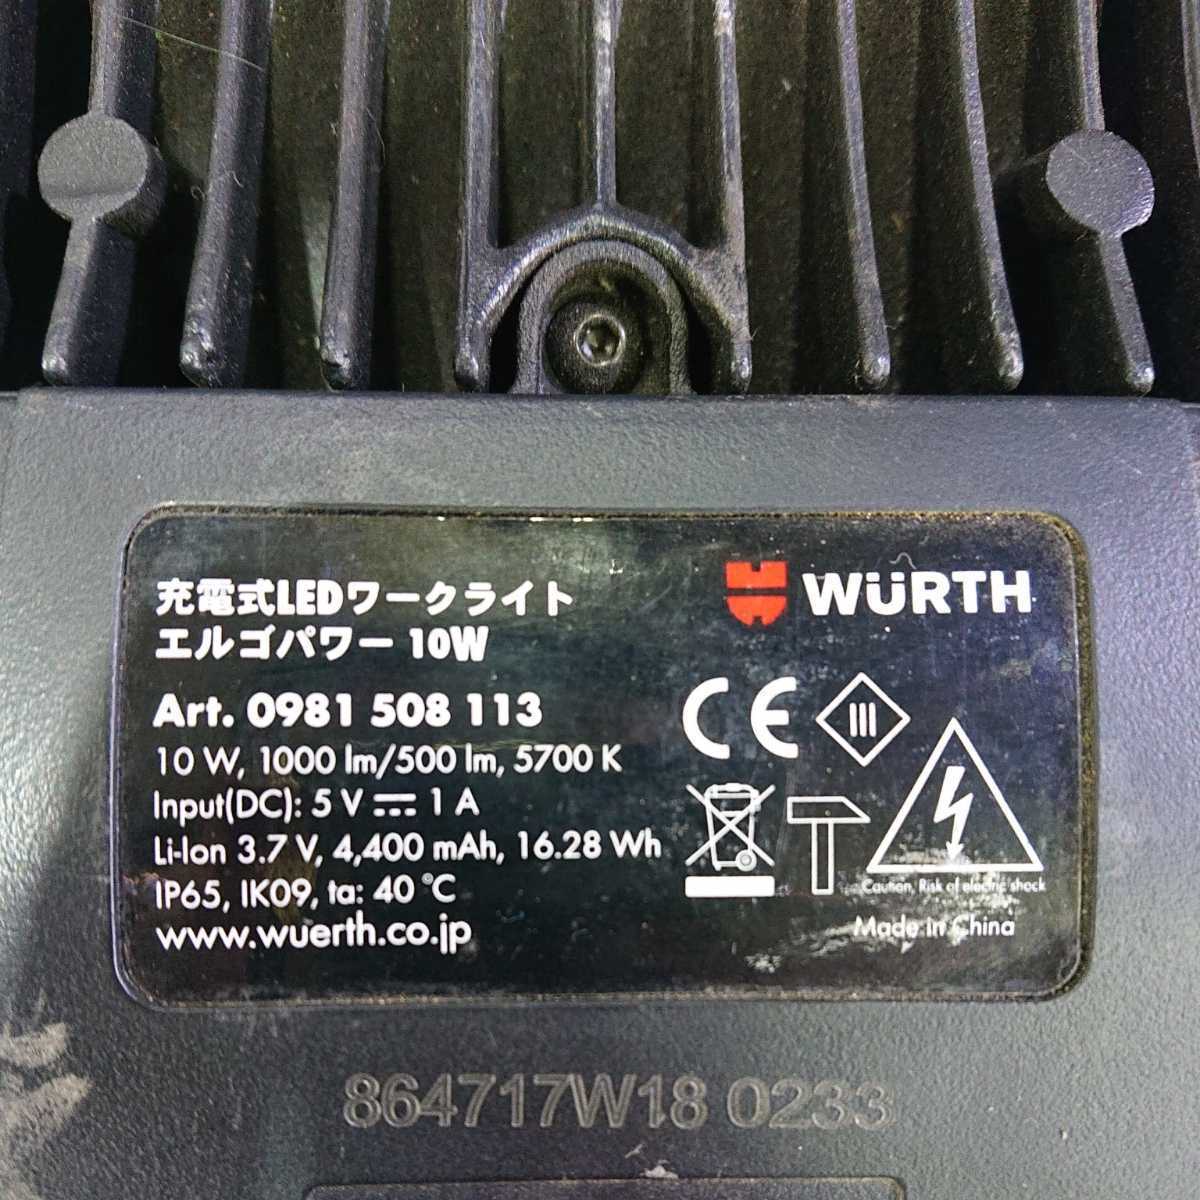 充電式LEDワークライト
エルゴパワー 10W
WÜRTH
Art. 0981 508 113
10 W, 1000 lm/500 lm, 5700 K
Input(DC): 5 V ⎓ 1 A
Li-Ion 3.7 V, 4,400 mAh, 16.28 Wh
IP65, IK09, ta: 40 °C
www.wuerth.co.jp
CE
III
Caution, Risk of electric shock
Made in China
864717W18 0233